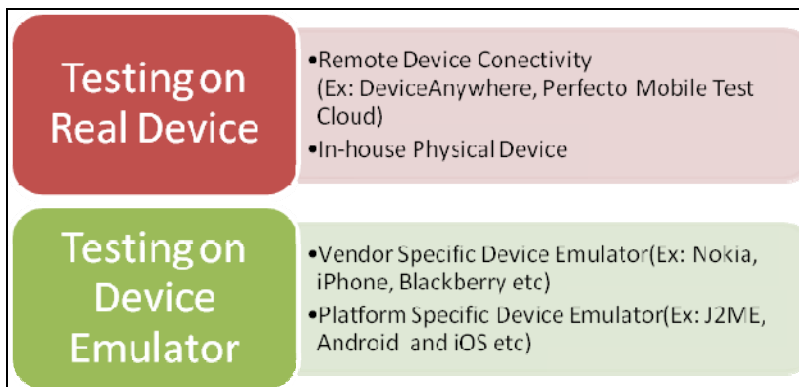 Testing on
Real Device
•Remote Device Conectivity
(Ex: DeviceAnywhere, Perfecto Mobile Test
Cloud)
•In-house Physical Device
Testing on
Device
Emulator
•Vendor Specific Device Emulator(Ex: Nokia,
iPhone, Blackberry etc)
•Platform Specific Device Emulator(Ex: J2ME,
Android and iOS etc)